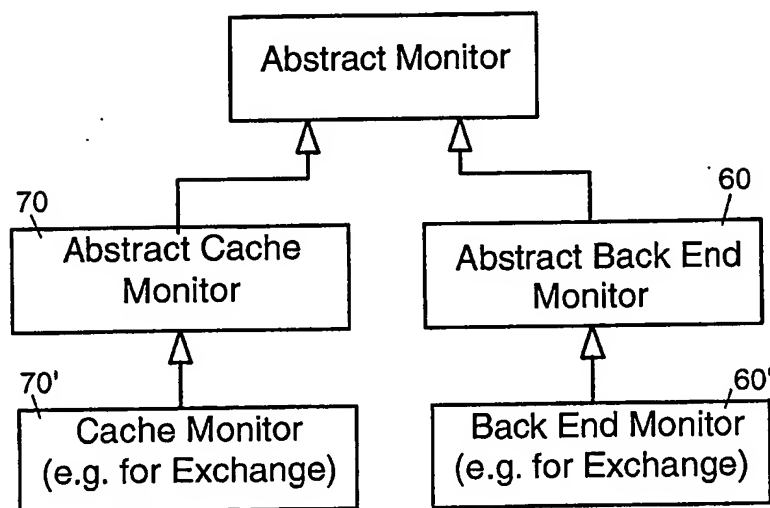 Abstract Monitor
70
60
Abstract Cache
Monitor
Abstract Back End
Monitor
70'
60'
Cache Monitor
(e.g. for Exchange)
Back End Monitor
(e.g. for Exchange)